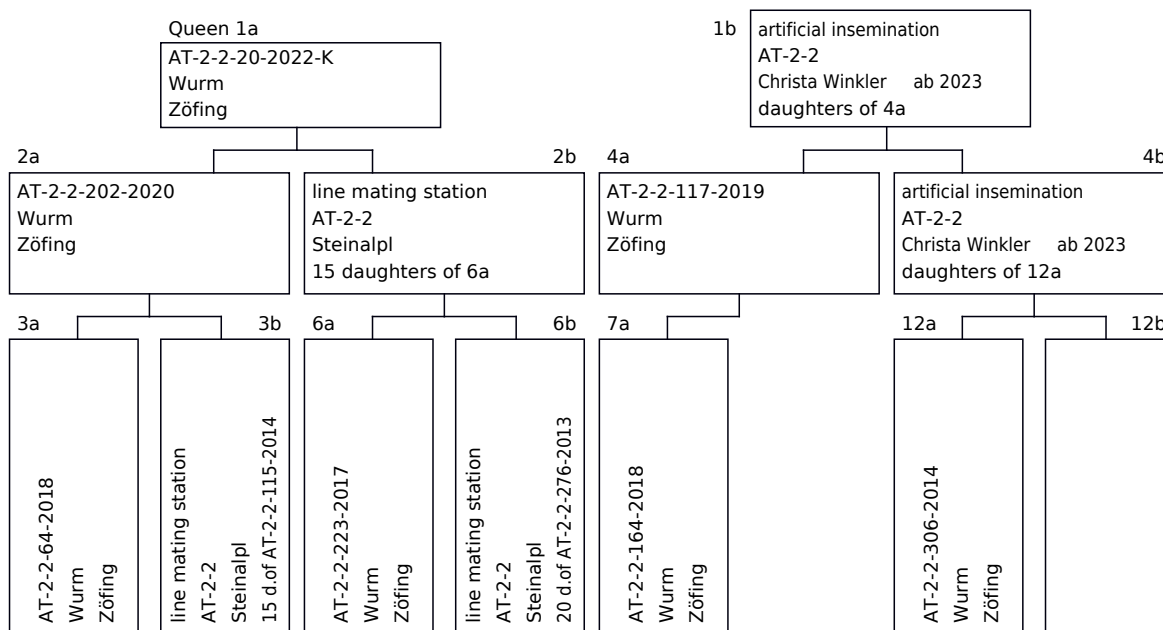 Queen 1a
AT-2-2-20-2022-K
Wurm
Zöfing
1b
artificial insemination
AT-2-2
Christa Winkler ab 2023
daughters of 4a
2a
AT-2-2-202-2020
Wurm
Zöfing
2b
line mating station
AT-2-2
Steinalpl
15 daughters of 6a
4a
AT-2-2-117-2019
Wurm
Zöfing
4b
artificial insemination
AT-2-2
Christa Winkler ab 2023
daughters of 12a
3a
AT-2-2-64-2018
Wurm
Zöfing
3b
line mating station
AT-2-2
Steinalpl
15 d.of AT-2-2-115-2014
6a
AT-2-2-223-2017
Wurm
Zöfing
6b
line mating station
AT-2-2
Steinalpl
20 d.of AT-2-2-276-2013
7a
AT-2-2-164-2018
Wurm
Zöfing
12a
AT-2-2-306-2014
Wurm
Zöfing
12b